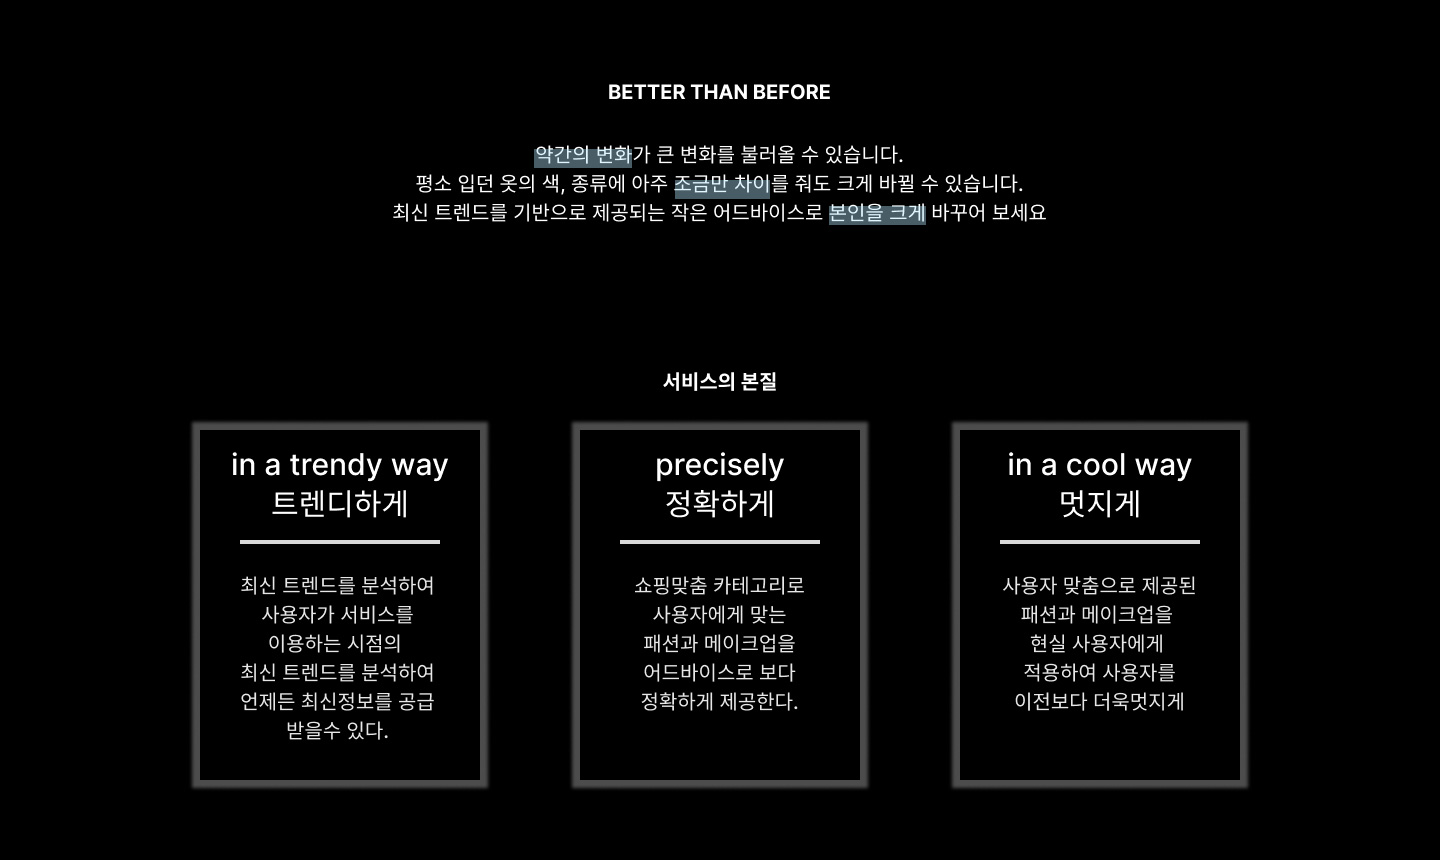 BETTER THAN BEFORE
약간의 변화가 큰 변화를 불러올 수 있습니다.
평소 입던 옷의 색, 종류에 아주 조금만 차이를 줘도 크게 바뀔 수 있습니다.
최신 트렌드를 기반으로 제공되는 작은 어드바이스로 본인을 크게 바꾸어 보세요
서비스의 본질
in a trendy way
트렌디하게
최신 트렌드를 분석하여
사용자가 서비스를
이용하는 시점의
최신 트렌드를 분석하여
언제든 최신정보를 공급
받을수 있다.
precisely
정확하게
쇼핑맞춤 카테고리로
사용자에게 맞는
패션과 메이크업을
어드바이스로 보다
정확하게 제공한다.
in a cool way
멋지게
사용자 맞춤으로 제공된
패션과 메이크업을
현실 사용자에게
적용하여 사용자를
이전보다 더욱멋지게